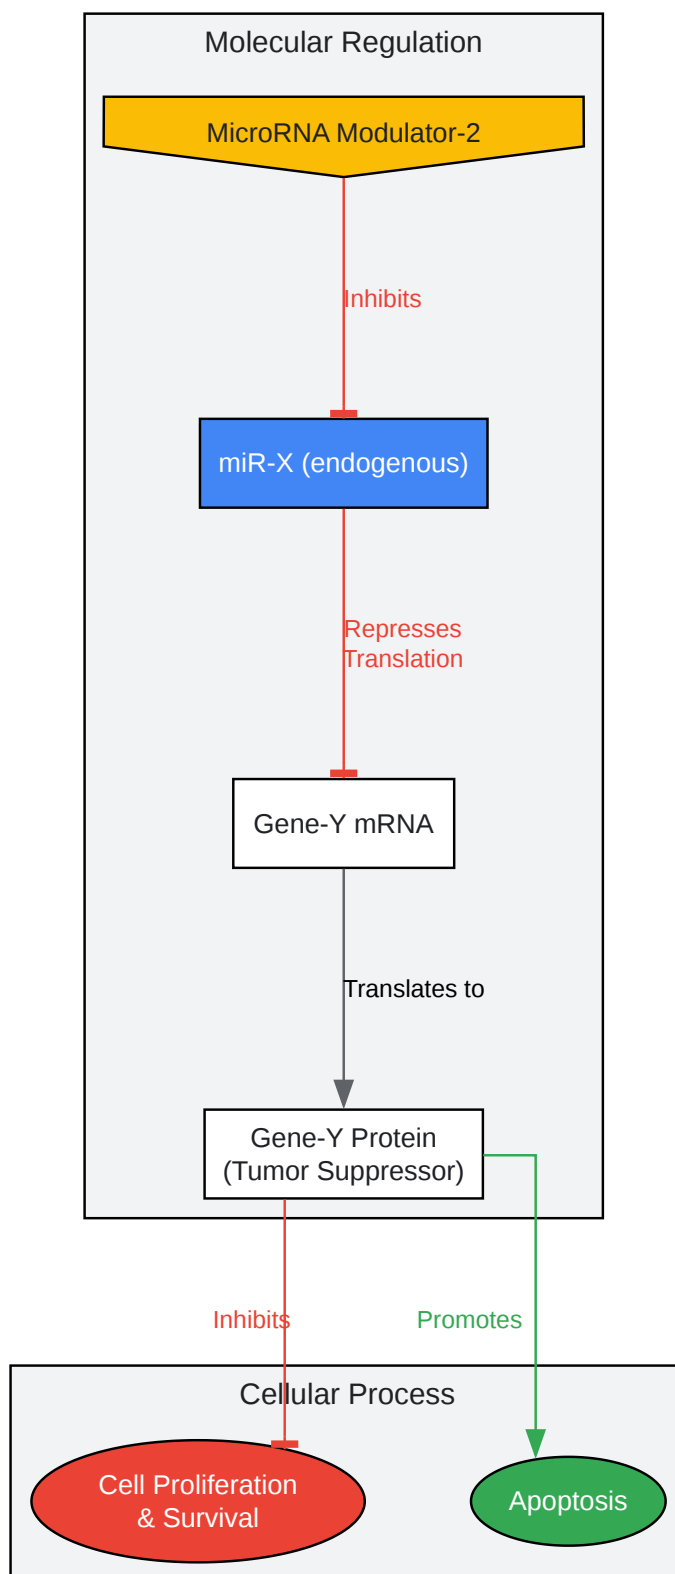 Molecular Regulation
MicroRNA Modulator-2
Inhibits
miR-X (endogenous)
Represses
Translation
Gene-Y mRNA
Translates to
Gene-Y Protein
(Tumor Suppressor)
Inhibits
Promotes
Cellular Process
Cell Proliferation
& Survival
Apoptosis